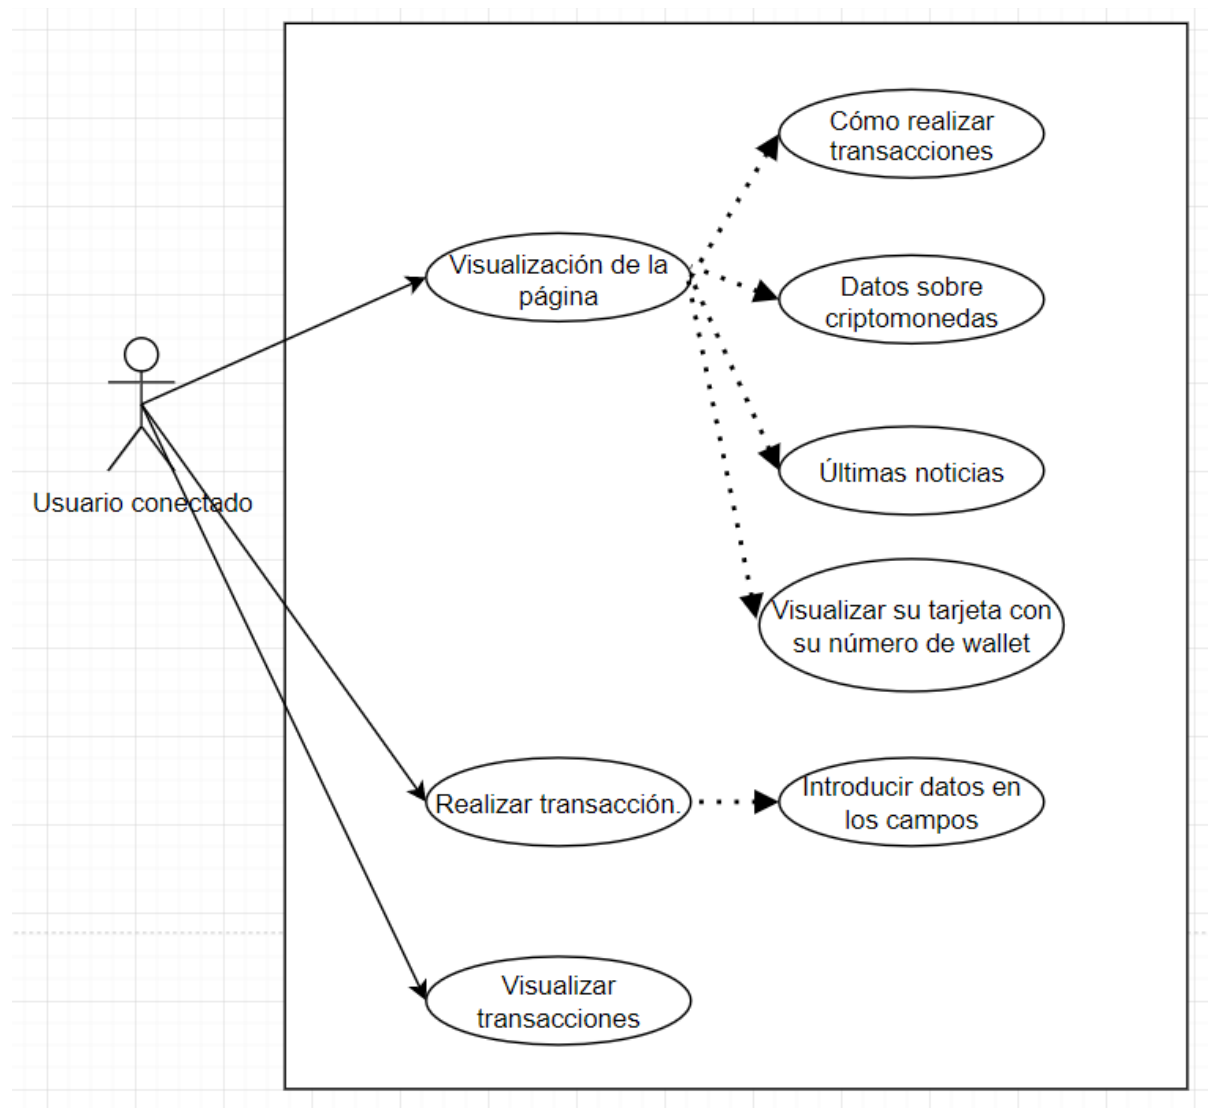 Cómo realizar
transacciones
Visualización de la
página
Datos sobre
criptomonedas
Últimas noticias
Usuario conectado
Visualizar su tarjeta con
su número de wallet
Realizar transacción.
Introducir datos en
los campos
Visualizar
transacciones